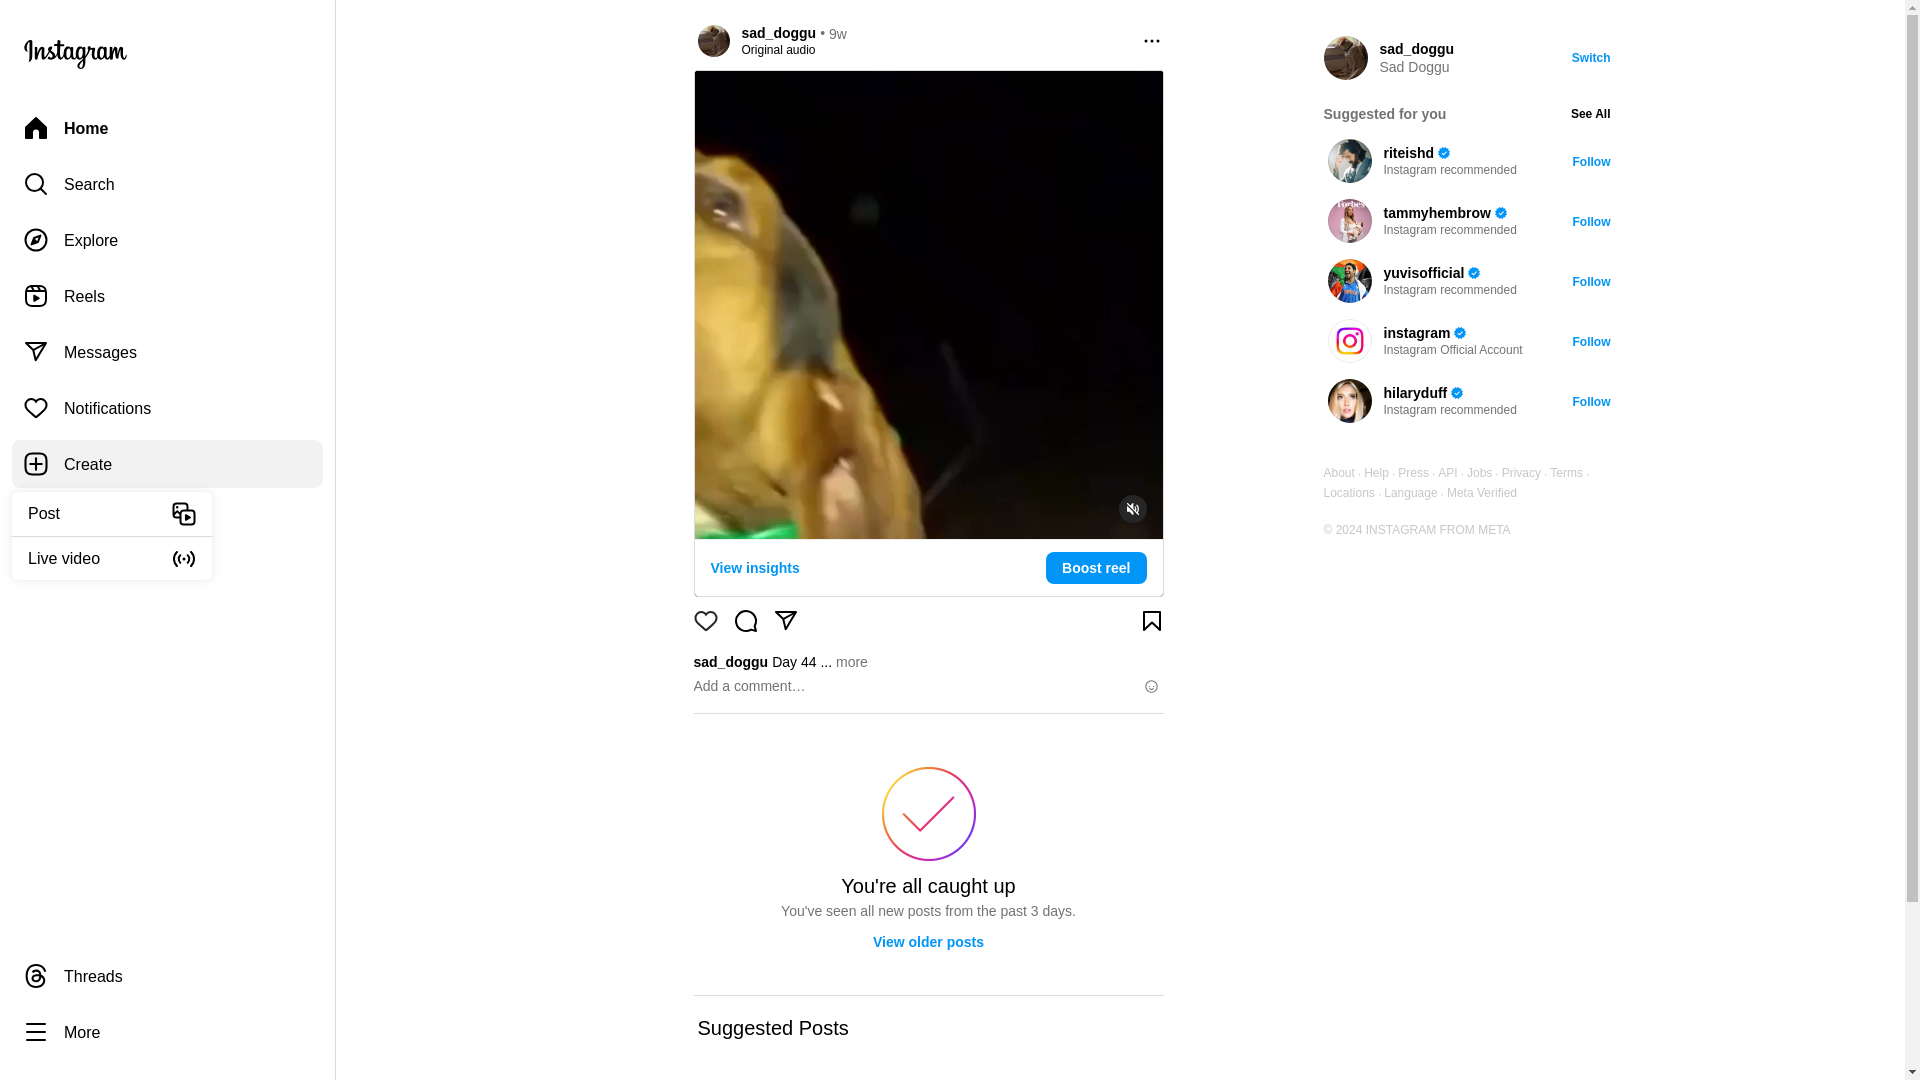 Instagram
Home
Search
Explore
Reels
Messages
Notifications
Create
Post
Live video
Threads
More
sad_doggu • 9w
Original audio
View insights
Boost reel
sad_doggu Day 44 ... more
Add a comment…
You're all caught up
You've seen all new posts from the past 3 days.
View older posts
Suggested Posts
sad_doggu
Sad Doggu
Switch
Suggested for you
See All
riteishd
Instagram recommended
Follow
tammyhembrow
Instagram recommended
Follow
yuvisofficial
Instagram recommended
Follow
instagram
Instagram Official Account
Follow
hilaryduff
Instagram recommended
Follow
About · Help · Press · API · Jobs · Privacy · Terms ·
Locations · Language · Meta Verified
© 2024 INSTAGRAM FROM META